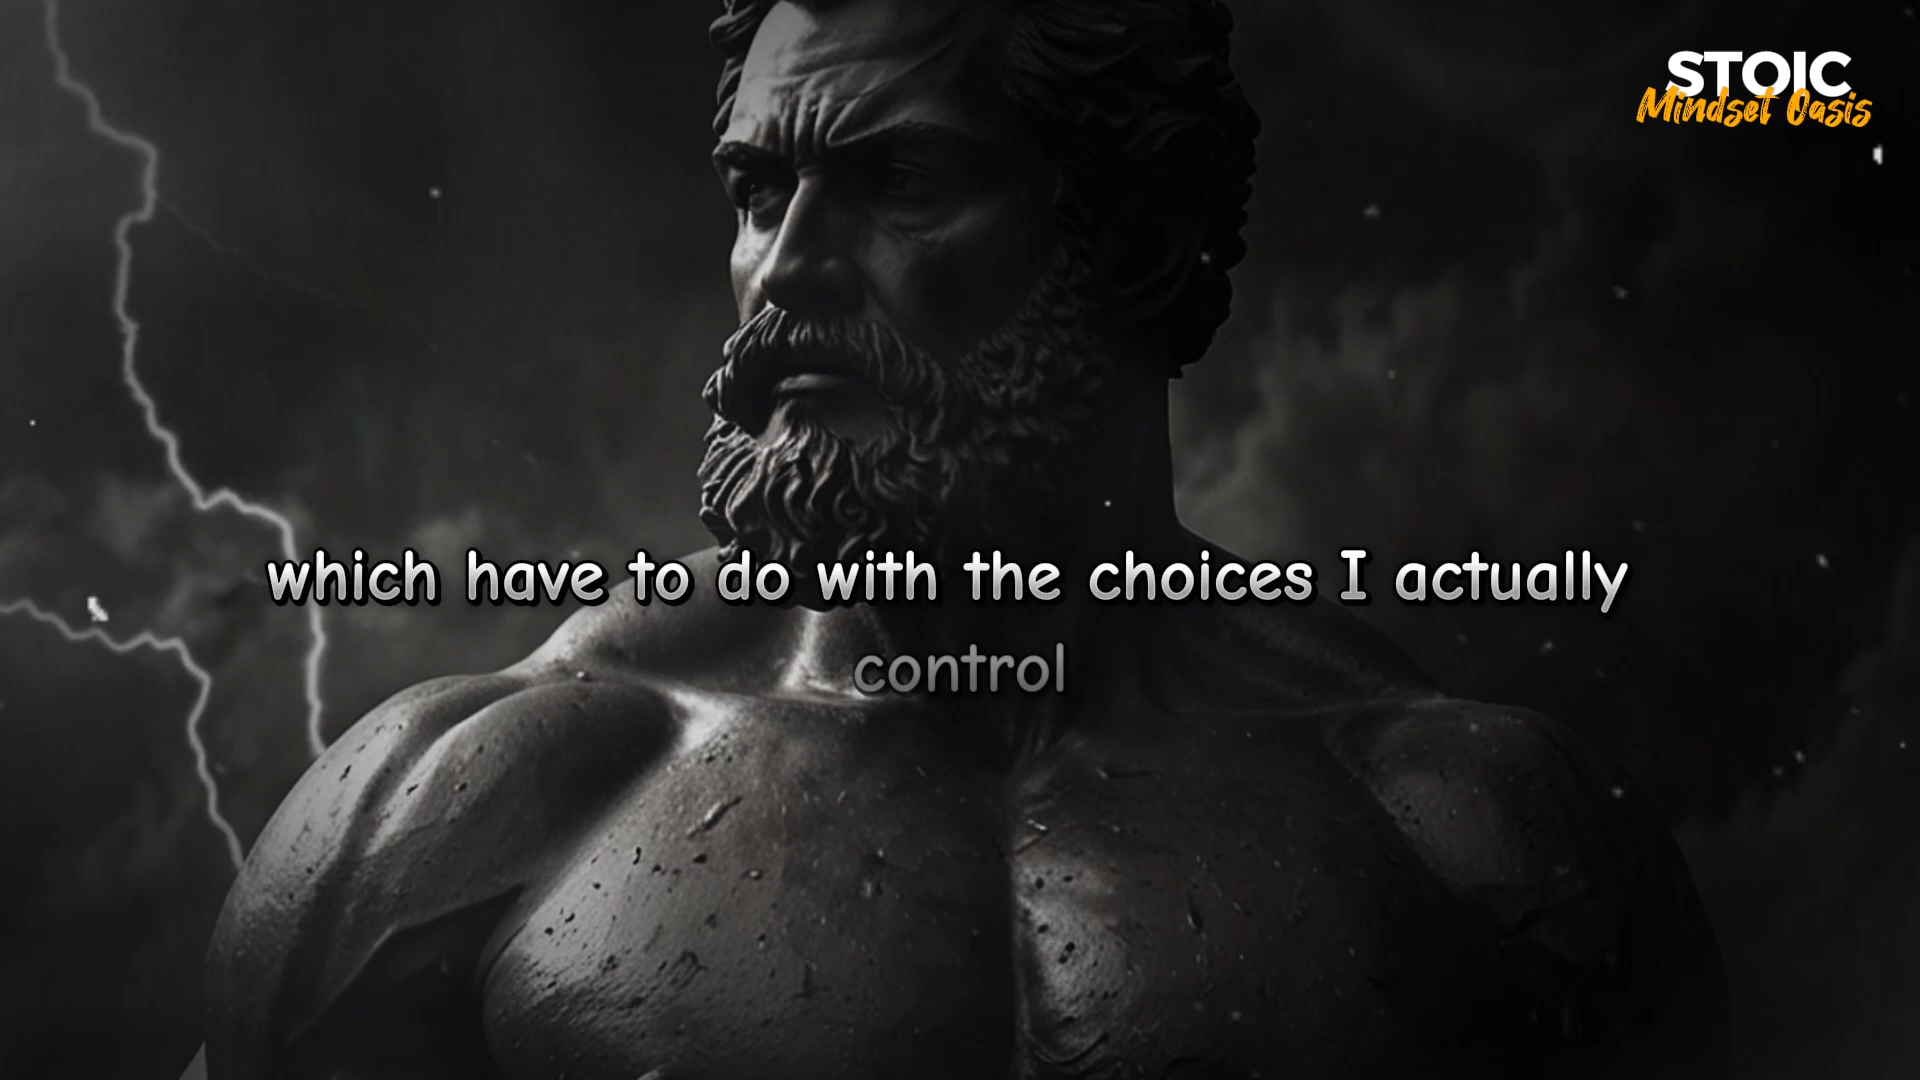 STOIC
Mindset Oasis
which have to do with the choices I actually
control